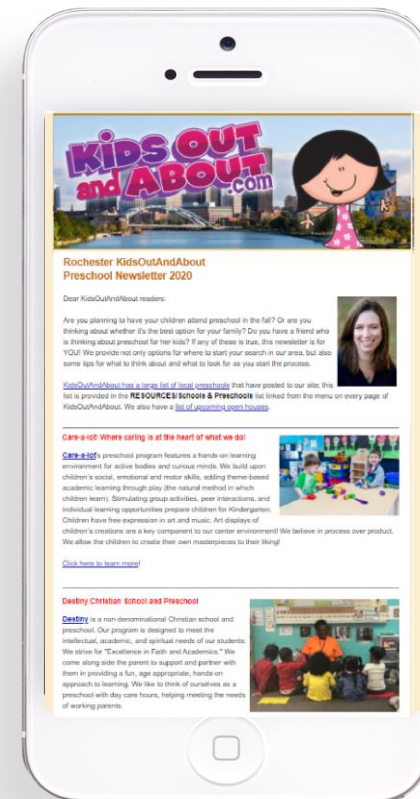 KiDS OUT
and ABOUT
.com
Rochester KidsOutAndAbout
Preschool Newsletter 2020
Dear KidsOutAndAbout readers:
Are you planning to have your children attend preschool in the fall? Or are you
thinking about whether it's the best option for your family? Do you have a friend who
is thinking about preschool for her kids? If any of these is true, this newsletter is for
YOU! We provide not only options for where to start your search in our area, but also
some tips for what to think about and what to look for as you start the process.
KidsOutAndAbout has a large list of local preschools that have posted to our site; this
list is provided in the RESOURCES/Schools & Preschools list linked from the menu on every page of
KidsOutAndAbout. We also have a list of upcoming open houses.
Care-a-lot: Where caring is at the heart of what we do!
Care-a-lot's preschool program features a hands on learning
environment for active bodies and curious minds. We build upon
children's social, emotional and motor skills, adding theme-based
academic learning through play (the natural method in which
children learn). Stimulating group activities, peer interactions, and
individual learning opportunities prepare children for Kindergarten.
Children have free expression in art and music. Art displays of
children's creations are a key component to our center environment! We believe in process over product.
We allow the children to create their own masterpieces to their liking!
Click here to learn more!
Destiny Christian School and Preschool
Destiny is a non-denominational Christian school and
preschool. Our program is designed to meet the
intellectual, academic, and spiritual needs of our students.
We strive for "Excellence in Faith and Academics." We
come along side the parent to support and partner with
them in providing a fun, age appropriate, hands-on
approach to learning. We like to think of ourselves as a
preschool with day care hours, helping meeting the needs
of working parents.